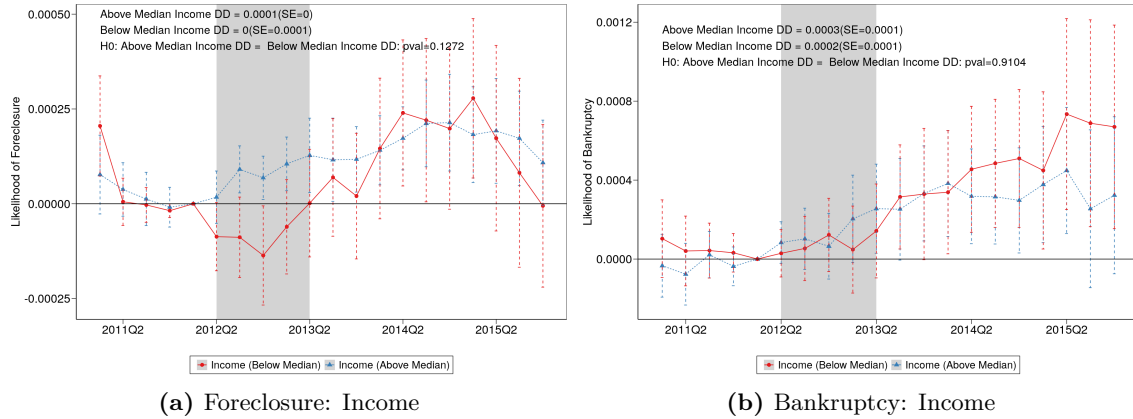 Above Median Income DD = 0.0001(SE=0)
Below Median Income DD = 0(SE=0.0001)
H0: Above Median Income DD = Below Median Income DD: pval=0.1272
Likelihood of Foreclosure
0.00050
0.00025
0.00000
-0.00025
2011Q2 2012Q2 2013Q2 2014Q2 2015Q2
Income (Below Median) Income (Above Median)
(a) Foreclosure: Income
Above Median Income DD = 0.0003(SE=0.0001)
Below Median Income DD = 0.0002(SE=0.0001)
H0: Above Median Income DD = Below Median Income DD: pval=0.9104
Likelihood of Bankruptcy
0.0012
0.0008
0.0004
0.0000
2011Q2 2012Q2 2013Q2 2014Q2 2015Q2
Income (Below Median) Income (Above Median)
(b) Bankruptcy: Income